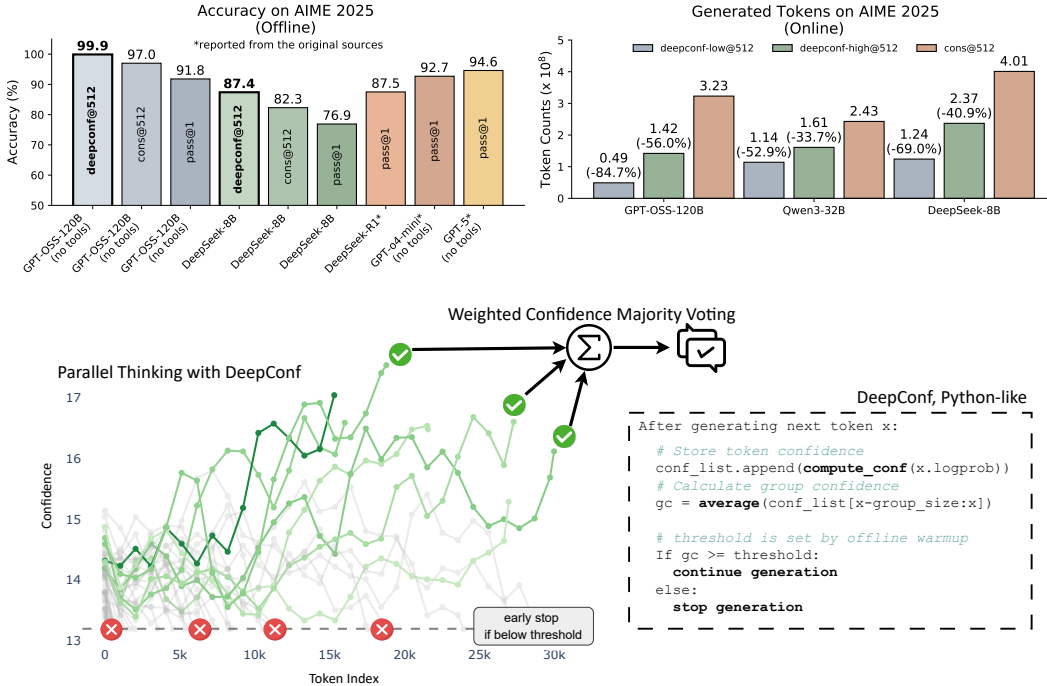 Accuracy on AIME 2025
(Offline)
*reported from the original sources
Accuracy (%)
100
90
80
70
60
50
99.9
97.0
91.8
87.4
82.3
76.9
87.5
92.7
94.6
deepconf@512
cons@512
pass@1
deepconf@512
cons@512
pass@1
pass@1
pass@1
pass@1
GPT-OSS-120B
(no tools)
GPT-OSS-120B
(no tools)
GPT-OSS-120B
(no tools)
DeepSeek-8B
DeepSeek-8B
DeepSeek-8B
DeepSeek-R1*
GPT-o4-mini*
(no tools)
GPT-5*
(no tools)
Generated Tokens on AIME 2025
(Online)
deepconf-low@512
deepconf-high@512
cons@512
Token Counts (x 10⁸)
5
4
3
2
1
0
0.49
(-84.7%)
1.42
(-56.0%)
3.23
1.14
(-52.9%)
1.61
(-33.7%)
2.43
1.24
(-69.0%)
2.37
(-40.9%)
4.01
GPT-OSS-120B
Qwen3-32B
DeepSeek-8B
Weighted Confidence Majority Voting
Σ
Parallel Thinking with DeepConf
Confidence
17
16
15
14
13
early stop
if below threshold
0
5k
10k
15k
20k
25k
30k
Token Index
DeepConf, Python-like
After generating next token x:
# Store token confidence
conf_list.append(compute_conf(x.logprob))
# Calculate group confidence
gc = average(conf_list[x-group_size:x])
# threshold is set by offline warmup
If gc >= threshold:
continue generation
else:
stop generation